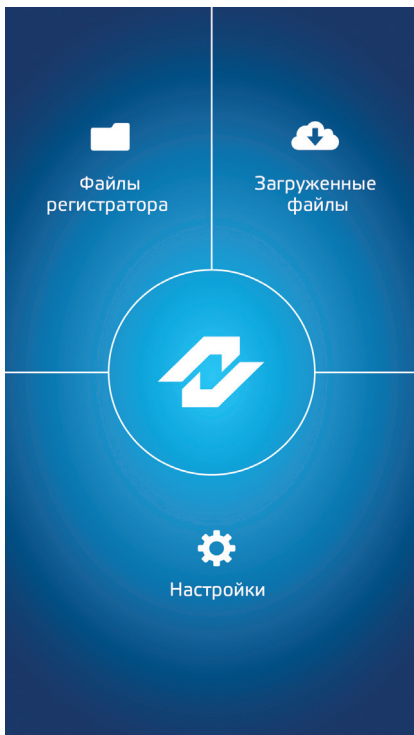 Файлы
регистратора
Загруженные
файлы
Настройки